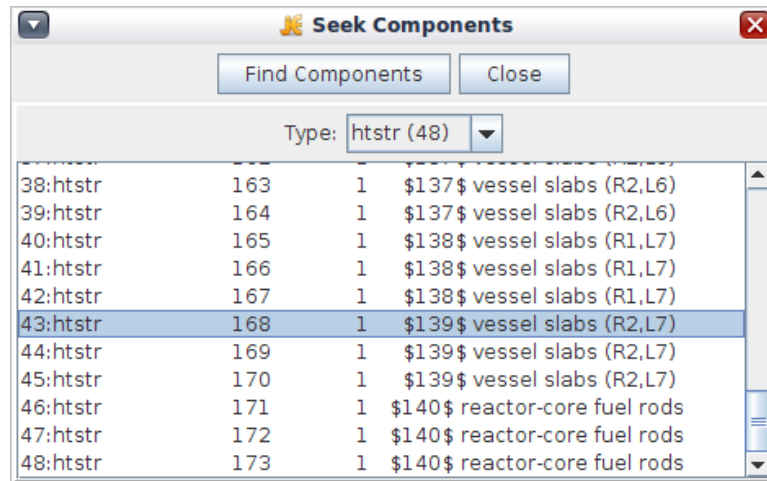 Seek Components
Find Components Close
Type: htstr (48)
38:htstr 163 1 $137$ vessel slabs (R2,L6)
39:htstr 164 1 $137$ vessel slabs (R2,L6)
40:htstr 165 1 $138$ vessel slabs (R1,L7)
41:htstr 166 1 $138$ vessel slabs (R1,L7)
42:htstr 167 1 $138$ vessel slabs (R1,L7)
43:htstr 168 1 $139$ vessel slabs (R2,L7)
44:htstr 169 1 $139$ vessel slabs (R2,L7)
45:htstr 170 1 $139$ vessel slabs (R2,L7)
46:htstr 171 1 $140$ reactor-core fuel rods
47:htstr 172 1 $140$ reactor-core fuel rods
48:htstr 173 1 $140$ reactor-core fuel rods